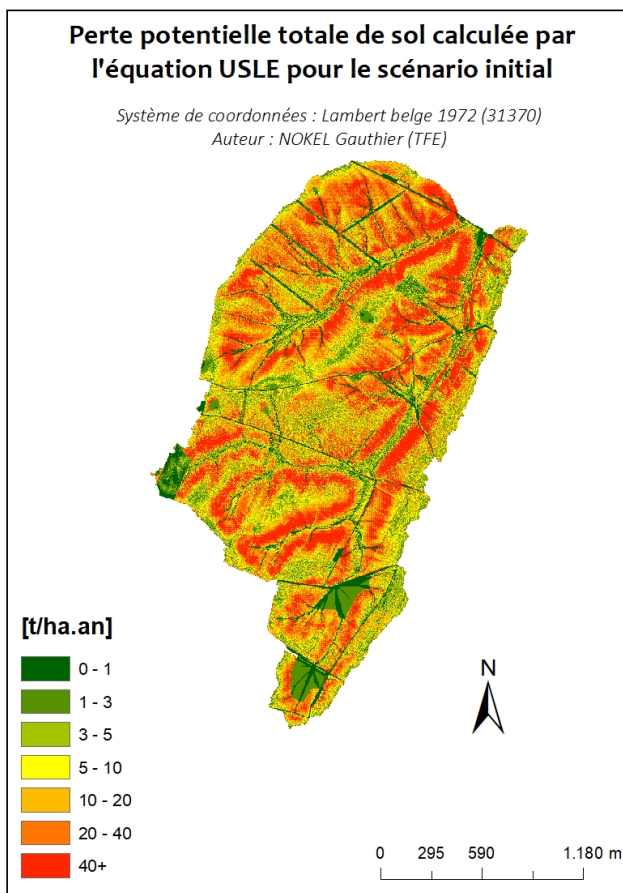 Perte potentielle totale de sol calculée par
l'équation USLE pour le scénario initial
Système de coordonnées : Lambert belge 1972 (31370)
Auteur : NOKEL Gauthier (TFE)
[t/ha.an]
0 - 1
1 - 3
3 - 5
5 - 10
10 - 20
20 - 40
40+
N
0 295 590 1.180 m